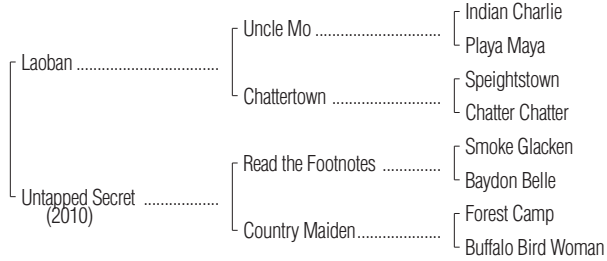 Indian Charlie
Uncle Mo ............................
Playa Maya
Laoban ..................................
Speightstown
Chattertown ........................
Chatter Chatter
Smoke Glacken
Read the Footnotes .............
Baydon Belle
Untapped Secret ..................
(2010)
Forest Camp
Country Maiden...................
Buffalo Bird Woman